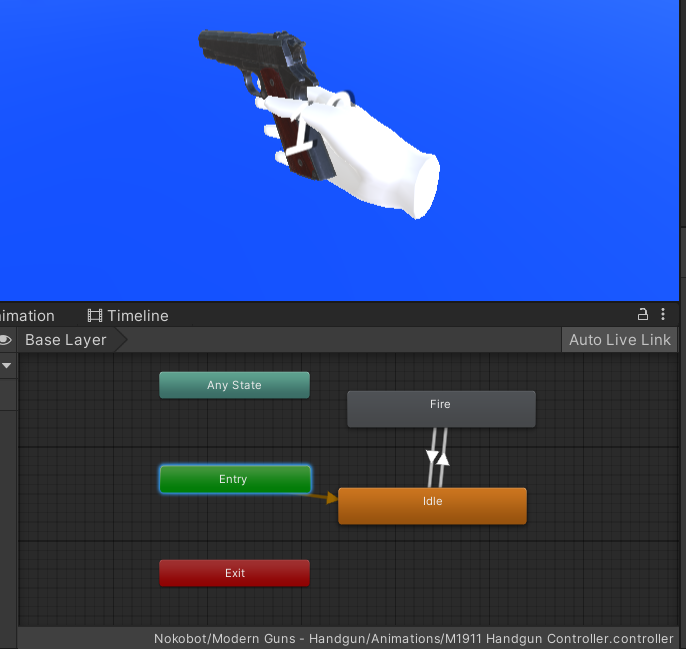 imation
Timeline
Base Layer
Auto Live Link
Any State
Fire
Entry
Idle
Exit
Nokobot/Modern Guns - Handgun/Animations/M1911 Handgun Controller.controller